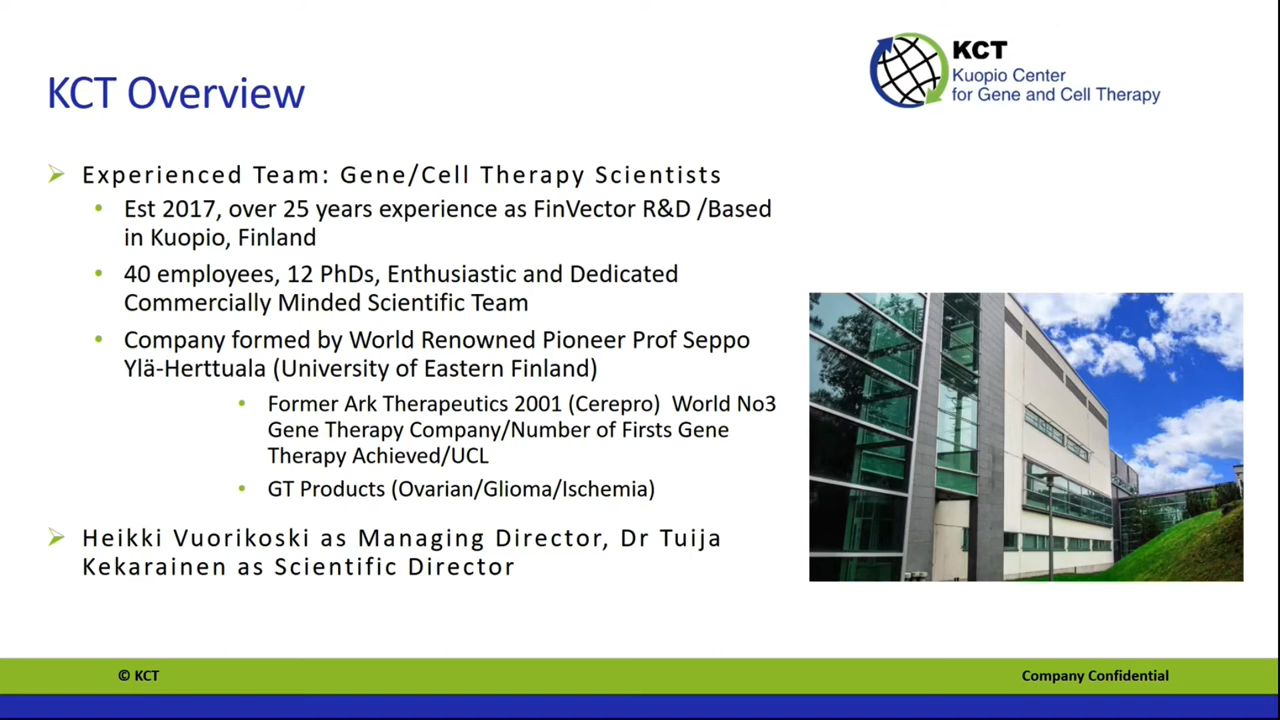 KCT
Kuopio Center
for Gene and Cell Therapy
KCT Overview
Experienced Team: Gene/Cell Therapy Scientists
Est 2017, over 25 years experience as FinVector R&D /Based
in Kuopio, Finland
40 employees, 12 PhDs, Enthusiastic and Dedicated
Commercially Minded Scientific Team
Company formed by World Renowned Pioneer Prof Seppo
Ylä-Herttuala (University of Eastern Finland)
Former Ark Therapeutics 2001 (Cerepro) World No3
Gene Therapy Company/Number of Firsts Gene
Therapy Achieved/UCL
GT Products (Ovarian/Glioma/Ischemia)
Heikki Vuorikoski as Managing Director, Dr Tuija
Kekarainen as Scientific Director
© KCT
Company Confidential